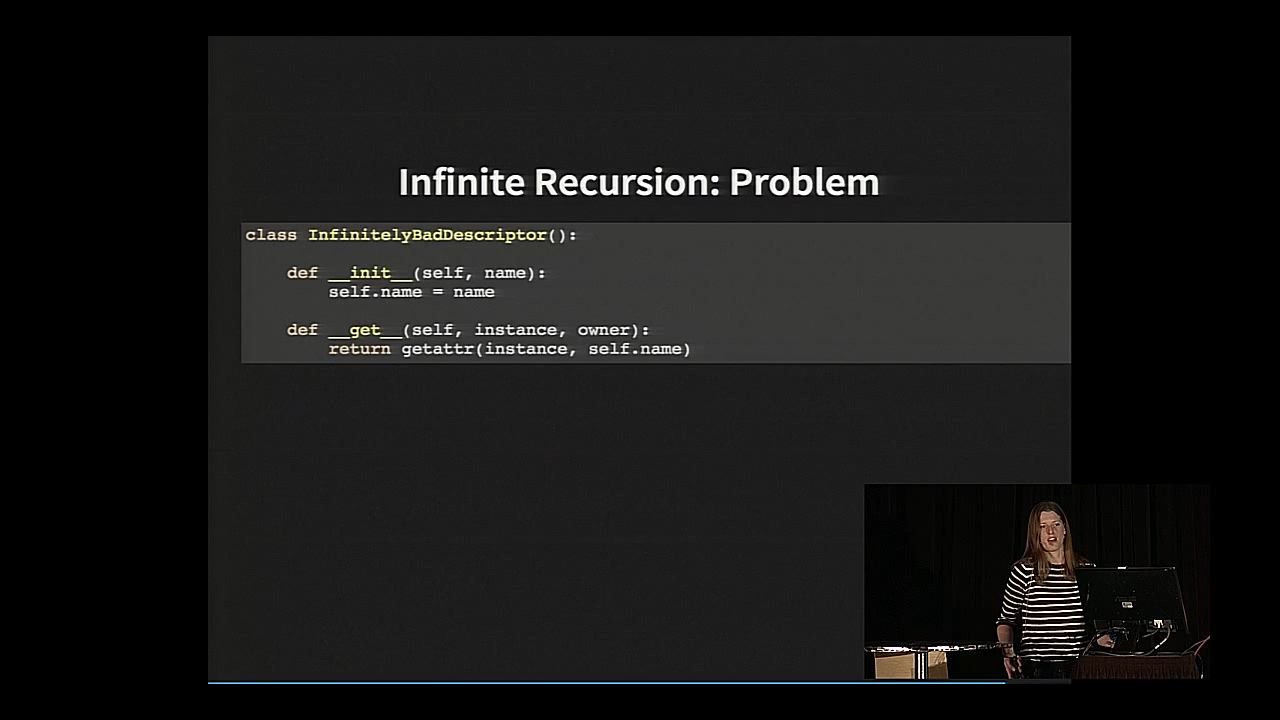 Infinite Recursion: Problem
class InfinitelyBadDescriptor():
def __init__(self, name):
self.name = name
def __get__(self, instance, owner):
return getattr(instance, self.name)